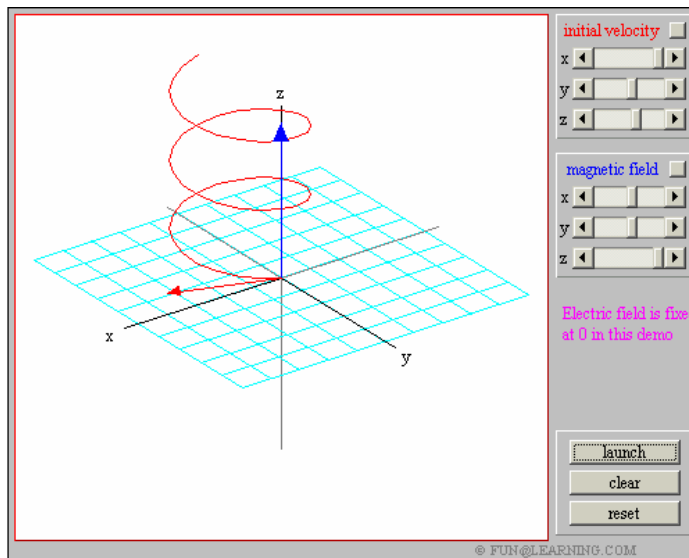 initial velocity
x
y
z
magnetic field
x
y
z
Electric field is fixe
at 0 in this demo
z
x
y
launch
clear
reset
© FUN@LEARNING.COM